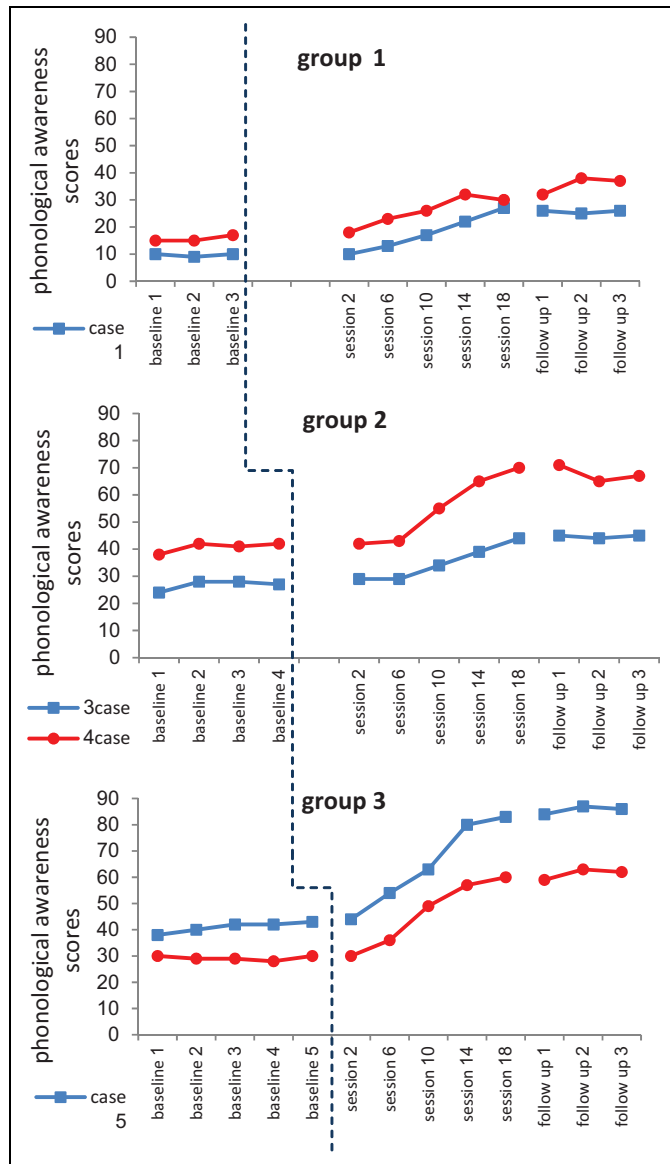 group 1
phonological awareness
scores
90
80
70
60
50
40
30
20
10
0
baseline 1
baseline 2
baseline 3
session 2
session 6
session 10
session 14
session 18
follow up 1
follow up 2
follow up 3
case
1
group 2
phonological awareness
scores
90
80
70
60
50
40
30
20
10
0
baseline 1
baseline 2
baseline 3
baseline 4
session 2
session 6
session 10
session 14
session 18
follow up 1
follow up 2
follow up 3
3case
4case
group 3
phonological awareness
scores
90
80
70
60
50
40
30
20
10
0
baseline 1
baseline 2
baseline 3
baseline 4
baseline 5
session 2
session 6
session 10
session 14
session 18
follow up 1
follow up 2
follow up 3
case
5